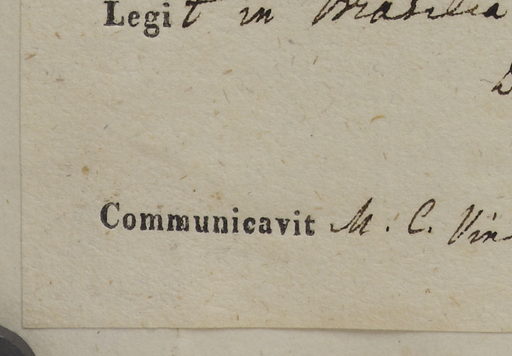 Legit in Brasilia
Communicavit M. C. Vin